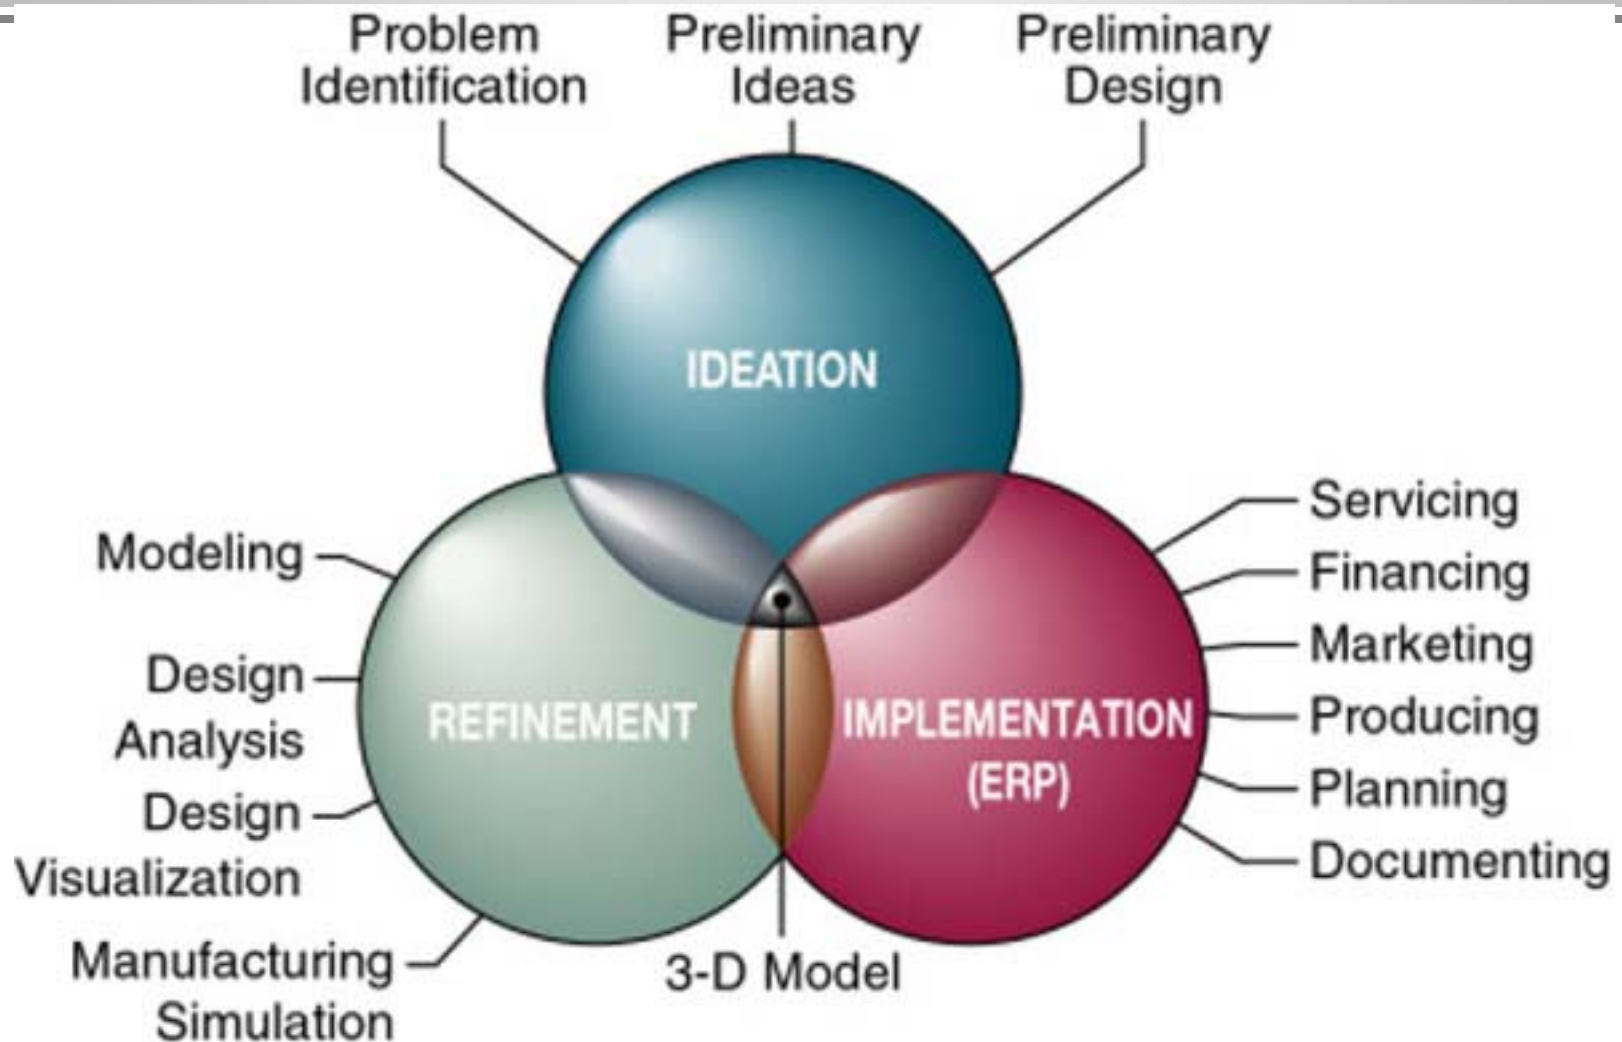 Problem
Identification
Preliminary
Ideas
Preliminary
Design
IDEATION
Modeling
Design
Analysis
Design
Visualization
Manufacturing
Simulation
REFINEMENT
IMPLEMENTATION
(ERP)
Servicing
Financing
Marketing
Producing
Planning
Documenting
3-D Model